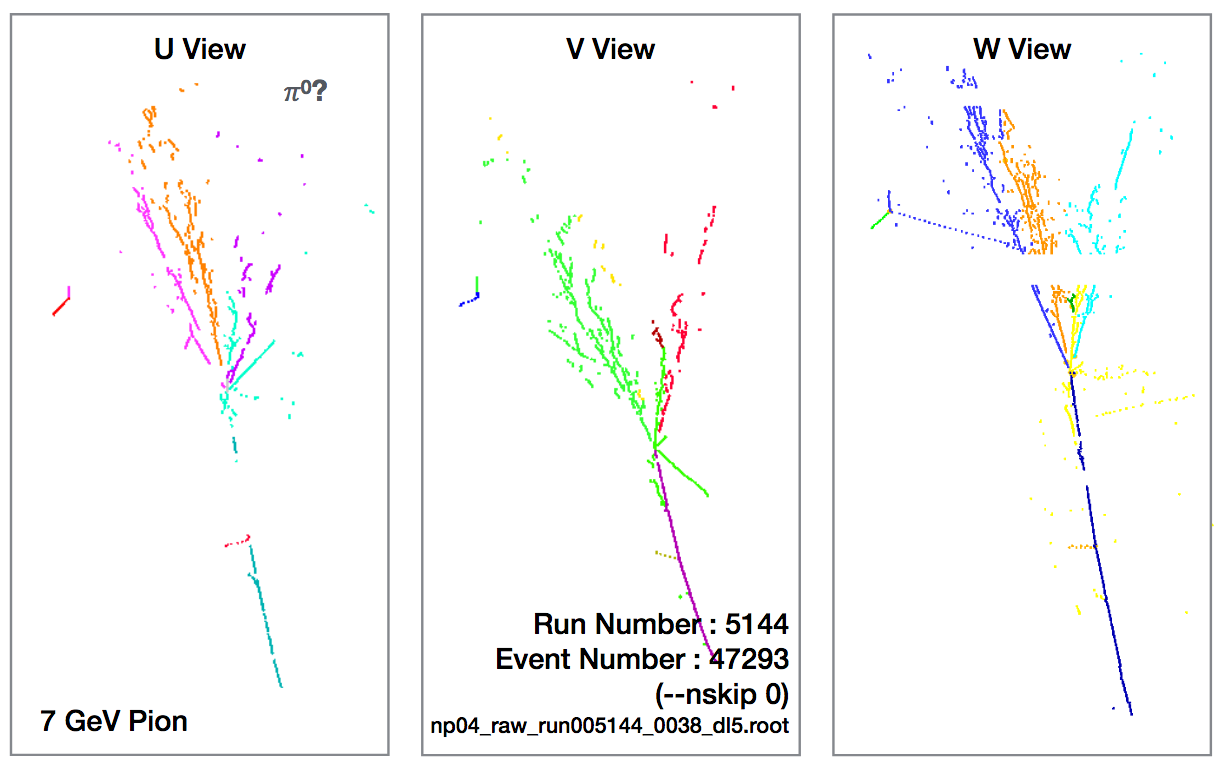 U View
π⁰?
7 GeV Pion
V View
Run Number : 5144
Event Number : 47293
(--nskip 0)
np04_raw_run005144_0038_dl5.root
W View